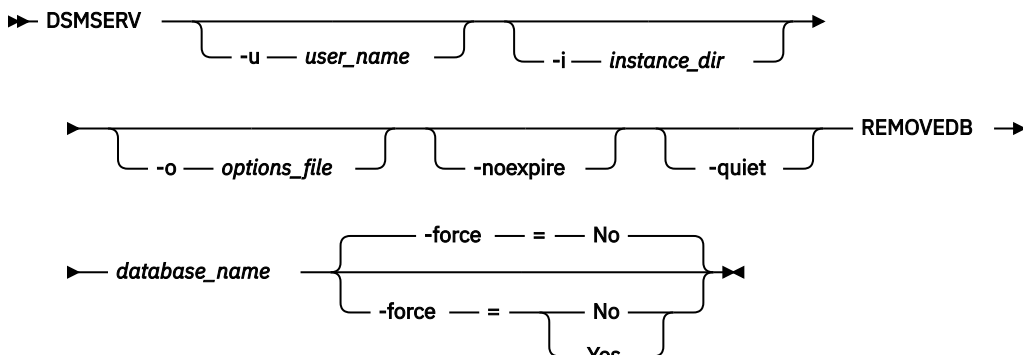 DSMSERV
-u user_name
-i instance_dir
-o options_file
-noexpire
-quiet
REMOVEDB
database_name
-force = No
-force = No
Yes